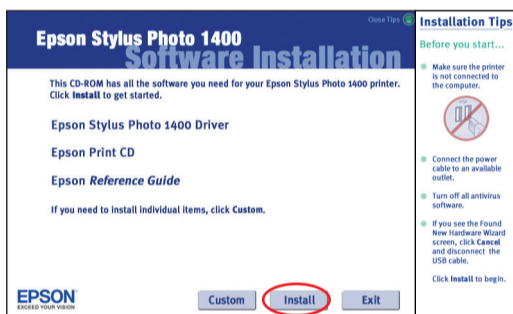 Close Tips
Epson Stylus Photo 1400
Software Installation
This CD-ROM has all the software you need for your Epson Stylus Photo 1400 printer.
Click Install to get started.
Epson Stylus Photo 1400 Driver
Epson Print CD
Epson Reference Guide
If you need to install individual items, click Custom.
EPSON
EXCEED YOUR VISION
Custom
Install
Exit
Installation Tips
Before you start...
Make sure the printer
is not connected to
the computer.
Connect the power
cable to an available
outlet.
Turn off all antivirus
software.
If you see the Found
New Hardware Wizard
screen, click Cancel
and disconnect the
USB cable.
Click Install to begin.